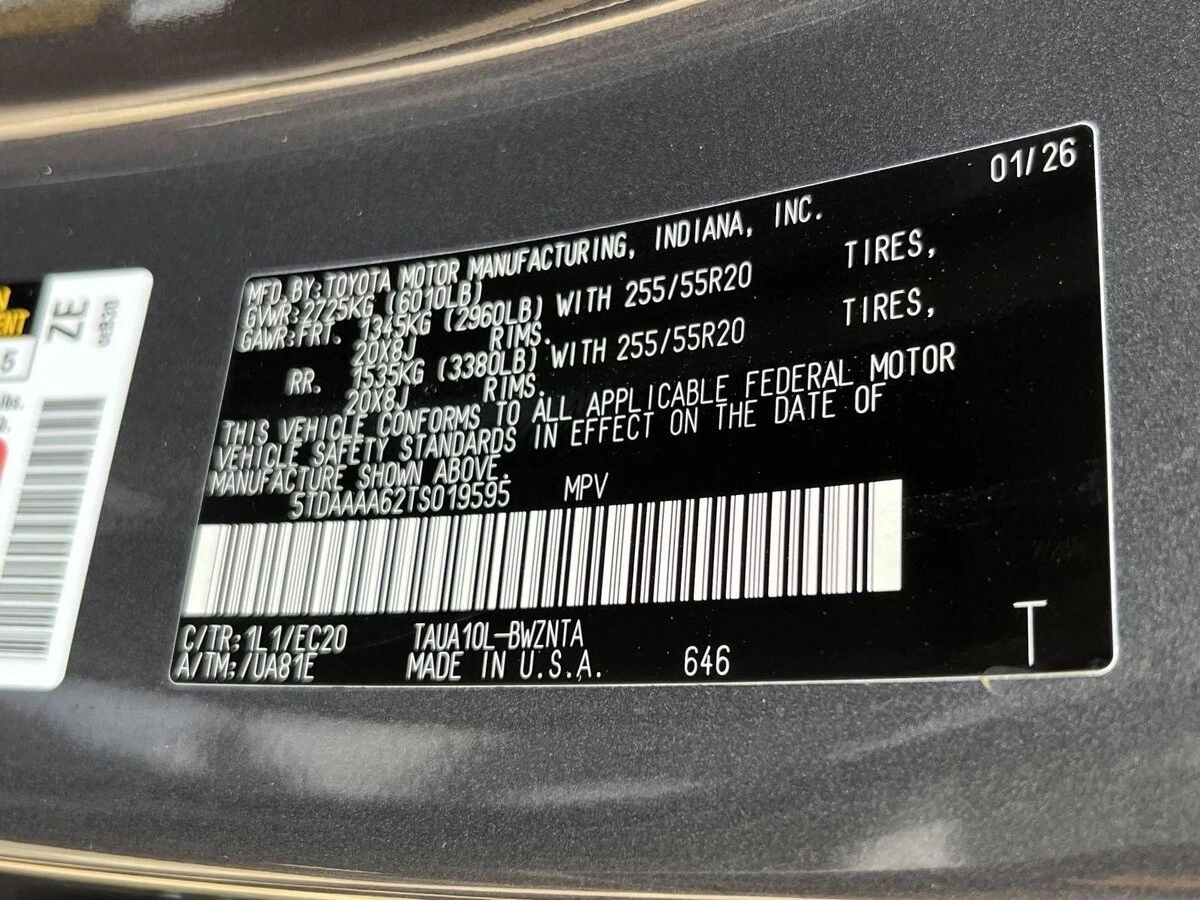 01/26
MFD.BY:TOYOTA MOTOR MANUFACTURING, INDIANA, INC.
GVWR:2725KG (6010LB)
GAWR:FRT. 1345KG (2960LB) WITH 255/55R20 TIRES,
20X8J RIMS.
RR. 1535KG (3380LB) WITH 255/55R20 TIRES,
20X8J RIMS.
THIS VEHICLE CONFORMS TO ALL APPLICABLE FEDERAL MOTOR
VEHICLE SAFETY STANDARDS IN EFFECT ON THE DATE OF
MANUFACTURE SHOWN ABOVE.
5TDAAAA62TS019595 MPV
C/TR:1L1/EC20 TAUA10L-BWZNTA
A/TM:/UA81E MADE IN U.S.A. 646
T
ZE
5
lbs.